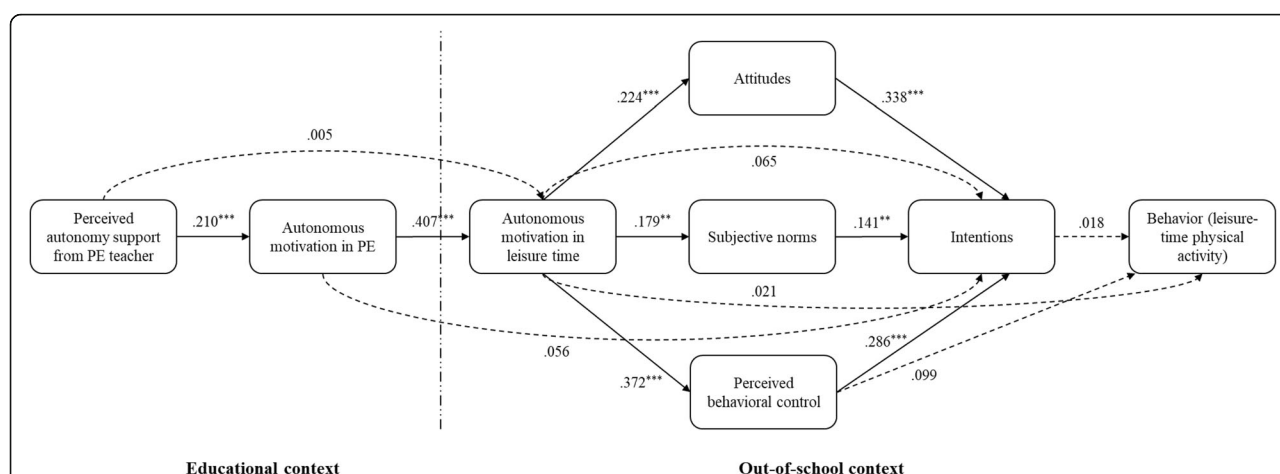 Attitudes
.224***
.338***
.005
.065
Perceived
autonomy support
from PE teacher
.210***
Autonomous
motivation in PE
.407***
Autonomous
motivation in
leisure time
.179**
Subjective norms
.141**
Intentions
.018
Behavior (leisure-
time physical
activity)
.021
.056
.286***
.099
.372***
Perceived
behavioral control
Educational context
Out-of-school context